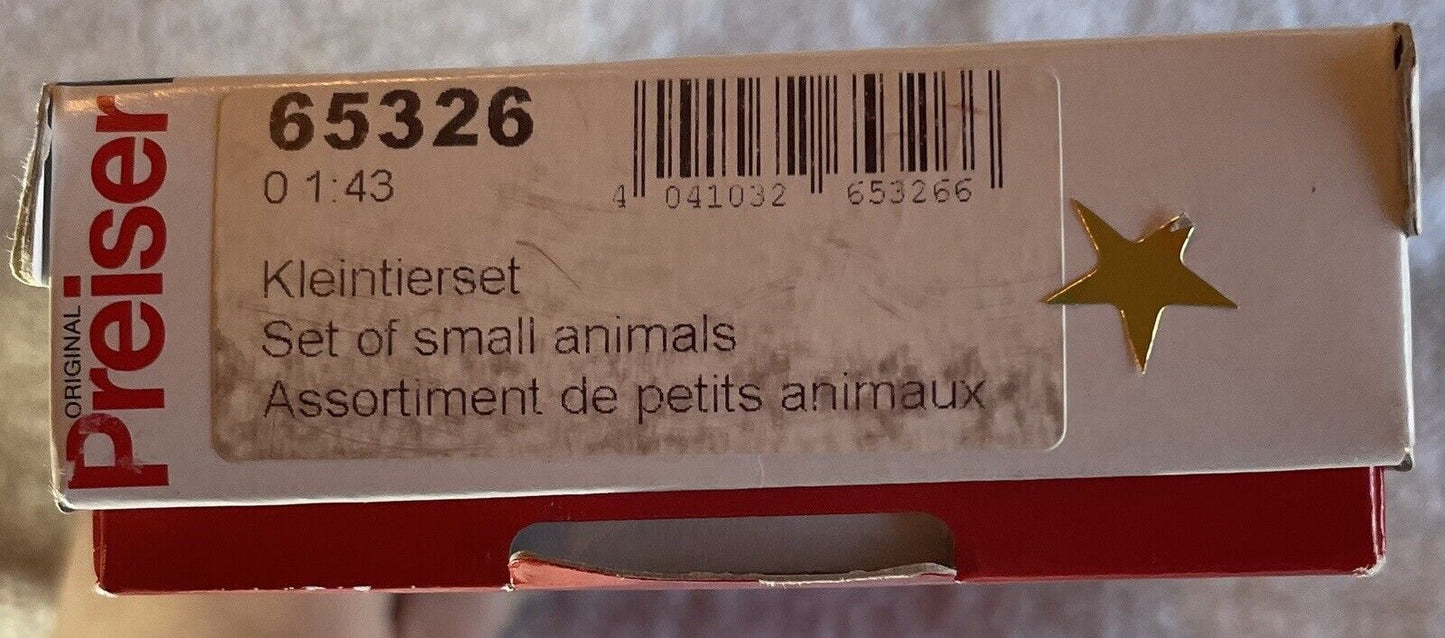 ORIGINAL
Preiser
65326
0 1:43
4 041032 653266
Kleintierset
Set of small animals
Assortiment de petits animaux